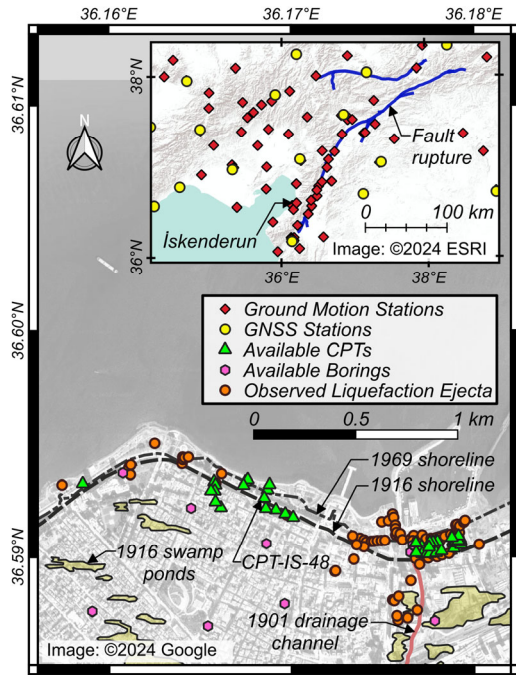 36.16°E 36.17°E 36.18°E
36.61°N
36.60°N
36.59°N
N
38°N
36°N
36°E 38°E
Fault
rupture
0 100 km
İskenderun
Image: ©2024 ESRI
Ground Motion Stations
GNSS Stations
Available CPTs
Available Borings
Observed Liquefaction Ejecta
0 0.5 1 km
1969 shoreline
1916 shoreline
1916 swamp
ponds
CPT-IS-48
1901 drainage
channel
Image: ©2024 Google